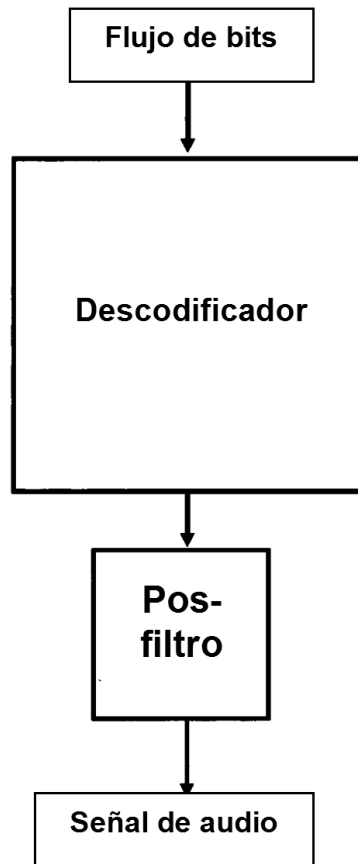 Flujo de bits
Descodificador
Pos-
filtro
Señal de audio